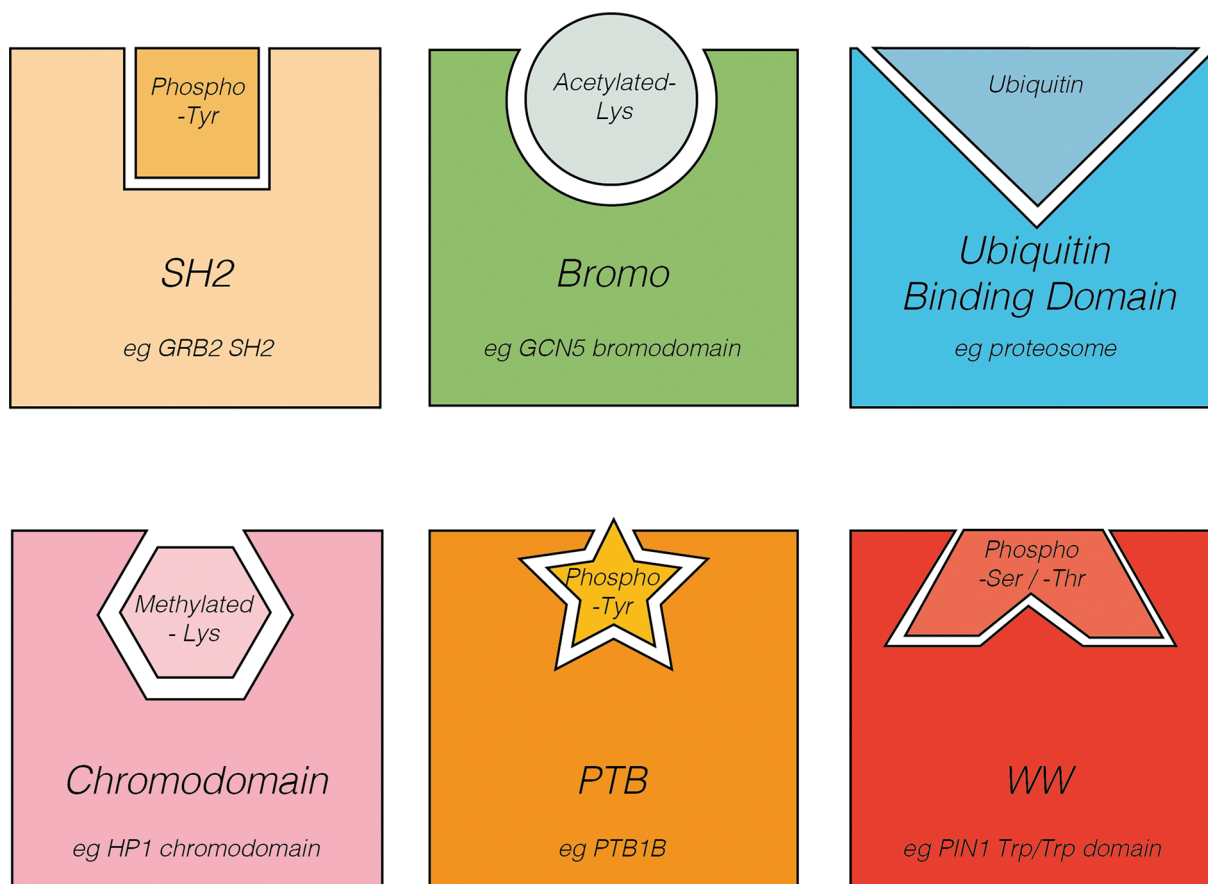 Phospho
-Tyr
SH2
eg GRB2 SH2
Acetylated-
Lys
Bromo
eg GCN5 bromodomain
Ubiquitin
Ubiquitin
Binding Domain
eg proteosome
Methylated
- Lys
Chromodomain
eg HP1 chromodomain
Phospho
-Tyr
PTB
eg PTB1B
Phospho
-Ser / -Thr
WW
eg PIN1 Trp/Trp domain